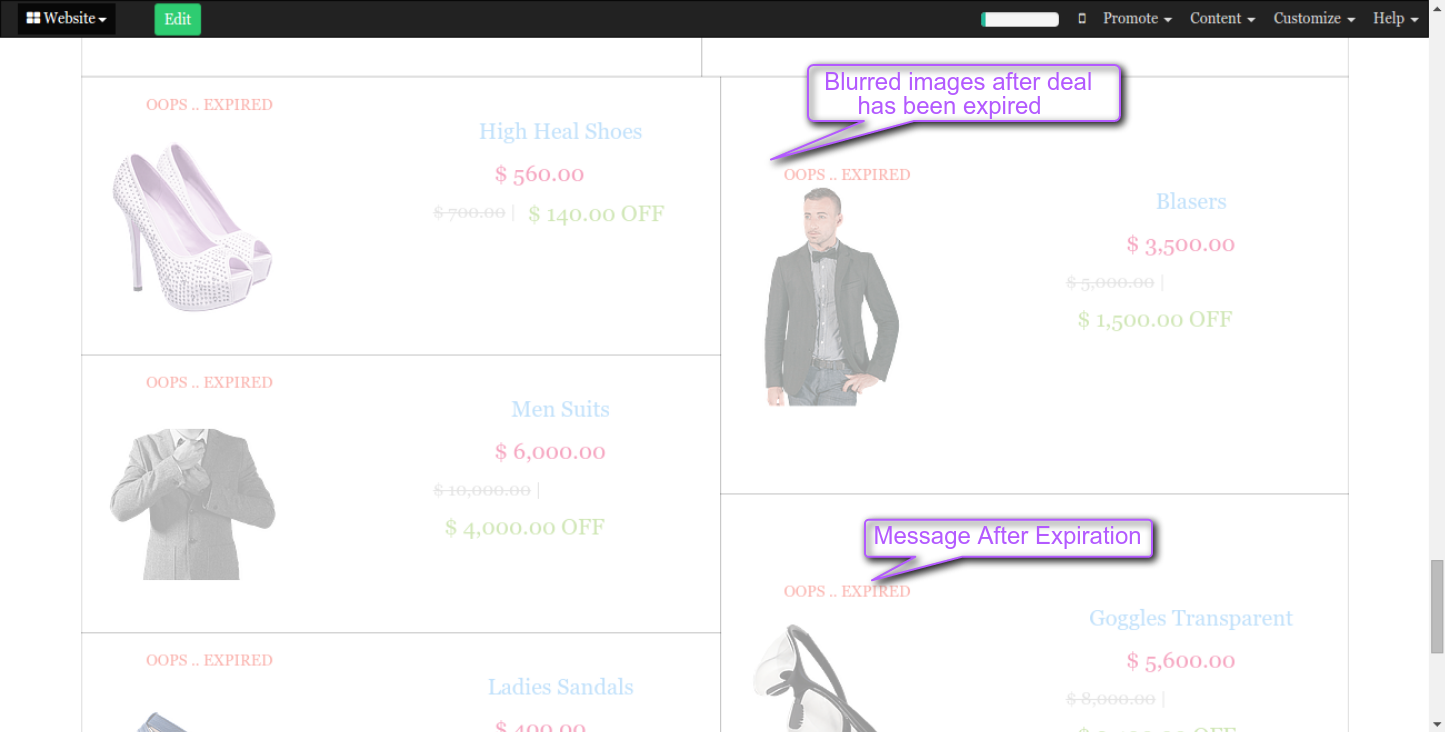 Website
Edit
Promote
Content
Customize
Help
Blurred images after deal
has been expired
OOPS .. EXPIRED
High Heal Shoes
$ 560.00
$ 700.00 | $ 140.00 OFF
OOPS .. EXPIRED
Blasers
$ 3,500.00
$ 5,000.00 |
$ 1,500.00 OFF
OOPS .. EXPIRED
Men Suits
$ 6,000.00
$ 10,000.00 |
$ 4,000.00 OFF
Message After Expiration
OOPS .. EXPIRED
Goggles Transparent
$ 5,600.00
$ 8,000.00 |
OOPS .. EXPIRED
Ladies Sandals
$ 400.00